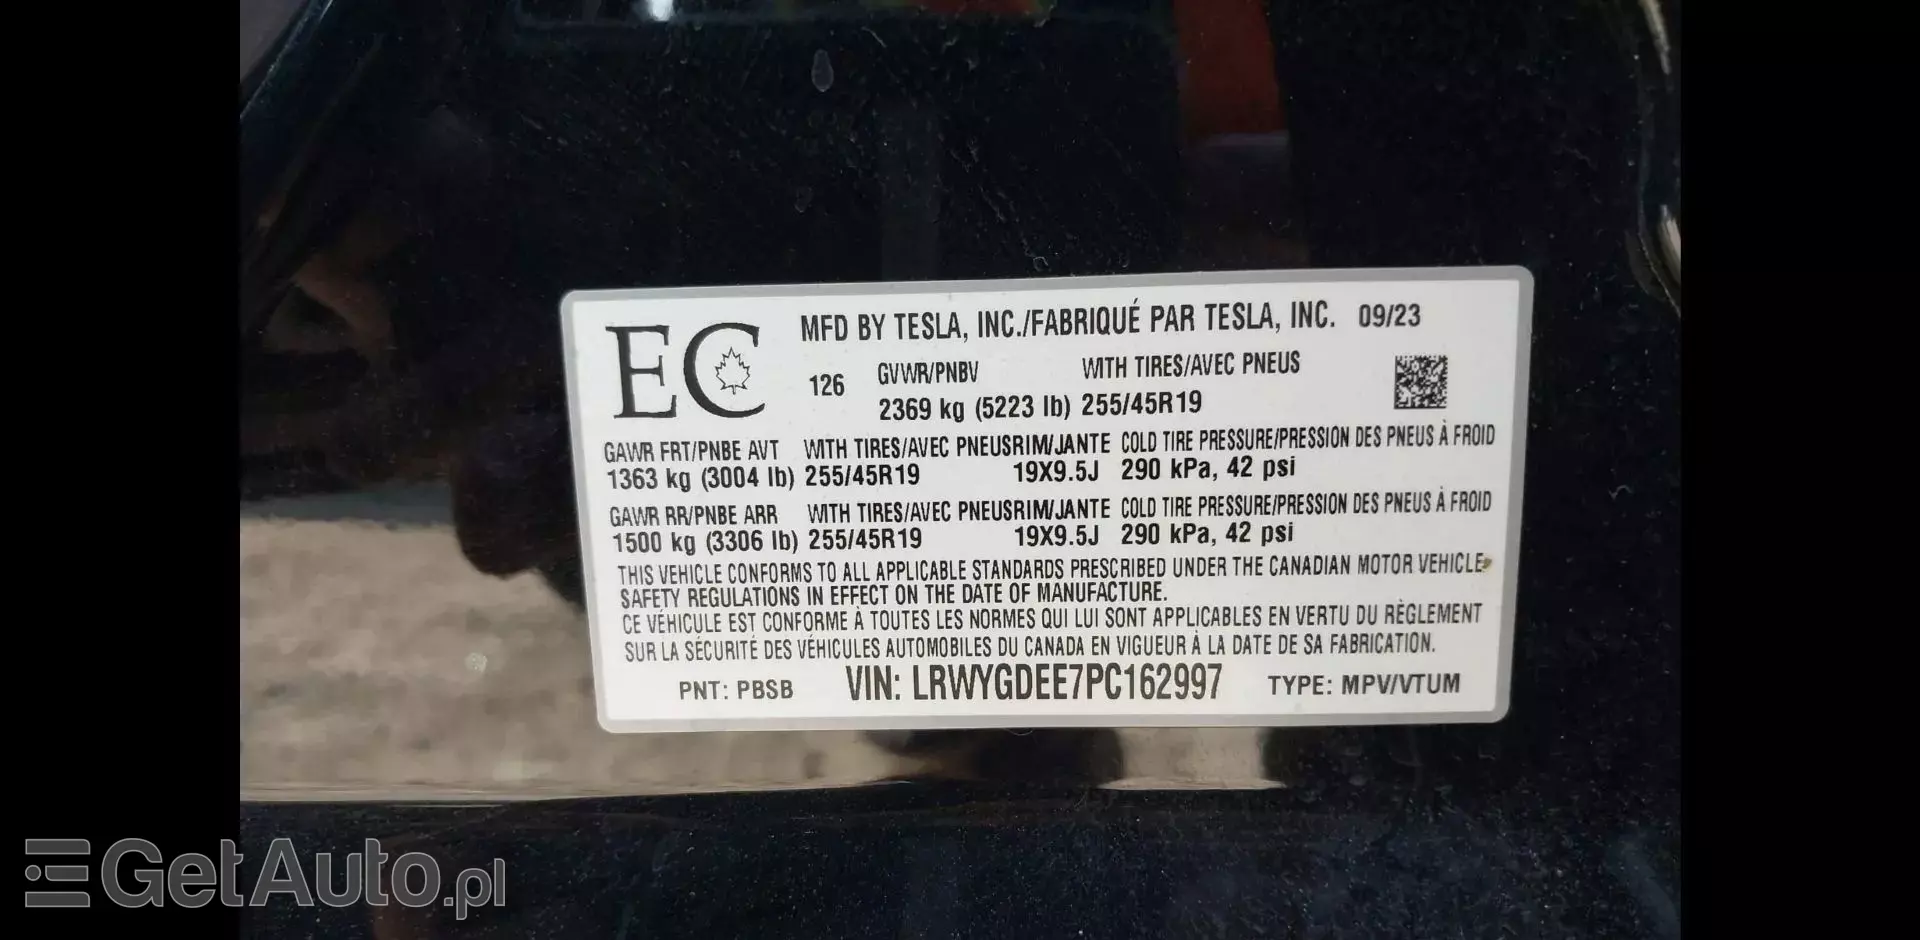 EC
MFD BY TESLA, INC./FABRIQUÉ PAR TESLA, INC. 09/23
126 GVWR/PNBV WITH TIRES/AVEC PNEUS
2369 kg (5223 lb) 255/45R19
GAWR FRT/PNBE AVT WITH TIRES/AVEC PNEUSRIM/JANTE COLD TIRE PRESSURE/PRESSION DES PNEUS À FROID
1363 kg (3004 lb) 255/45R19 19X9.5J 290 kPa, 42 psi
GAWR RR/PNBE ARR WITH TIRES/AVEC PNEUSRIM/JANTE COLD TIRE PRESSURE/PRESSION DES PNEUS À FROID
1500 kg (3306 lb) 255/45R19 19X9.5J 290 kPa, 42 psi
THIS VEHICLE CONFORMS TO ALL APPLICABLE STANDARDS PRESCRIBED UNDER THE CANADIAN MOTOR VEHICLE
SAFETY REGULATIONS IN EFFECT ON THE DATE OF MANUFACTURE.
CE VÉHICULE EST CONFORME À TOUTES LES NORMES QUI LUI SONT APPLICABLES EN VERTU DU RÈGLEMENT
SUR LA SÉCURITÉ DES VÉHICULES AUTOMOBILES DU CANADA EN VIGUEUR À LA DATE DE SA FABRICATION.
PNT: PBSB VIN: LRWYGDEE7PC162997 TYPE: MPV/VTUM
GetAuto.pl